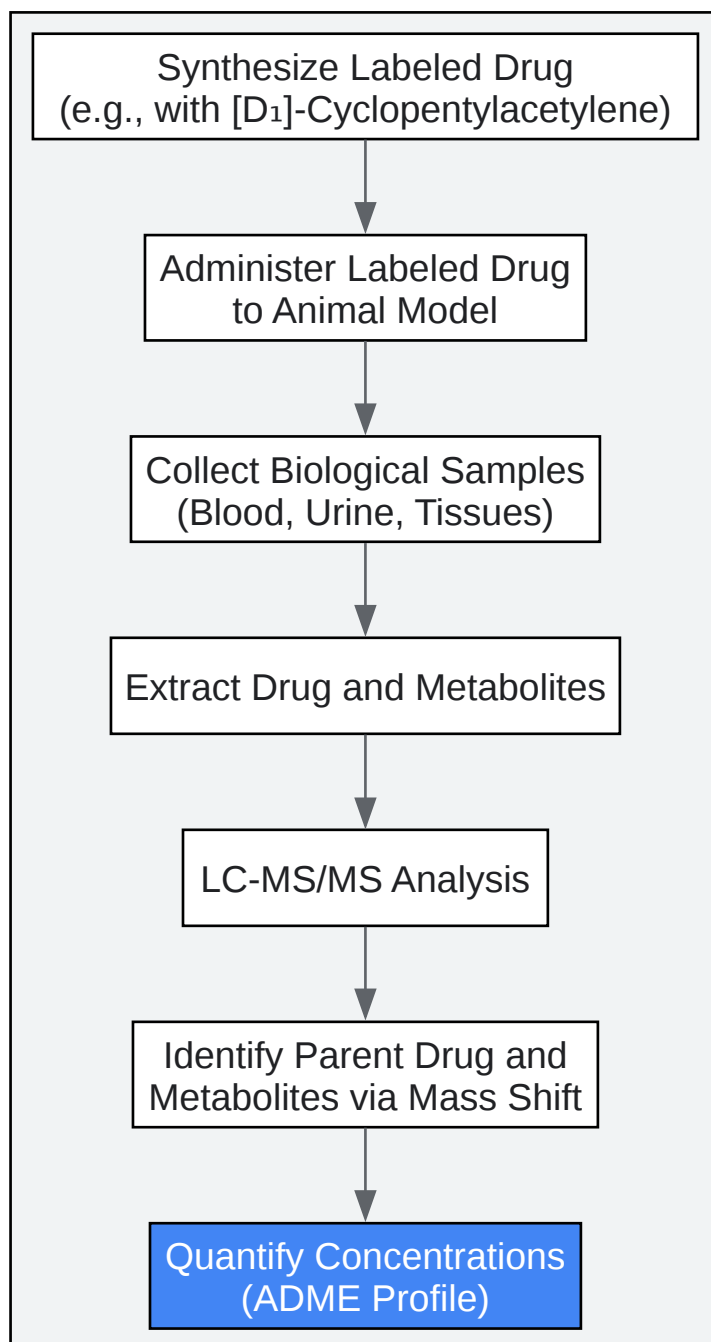 Synthesize Labeled Drug
(e.g., with [D₁]-Cyclopentylacetylene)
Administer Labeled Drug
to Animal Model
Collect Biological Samples
(Blood, Urine, Tissues)
Extract Drug and Metabolites
LC-MS/MS Analysis
Identify Parent Drug and
Metabolites via Mass Shift
Quantify Concentrations
(ADME Profile)